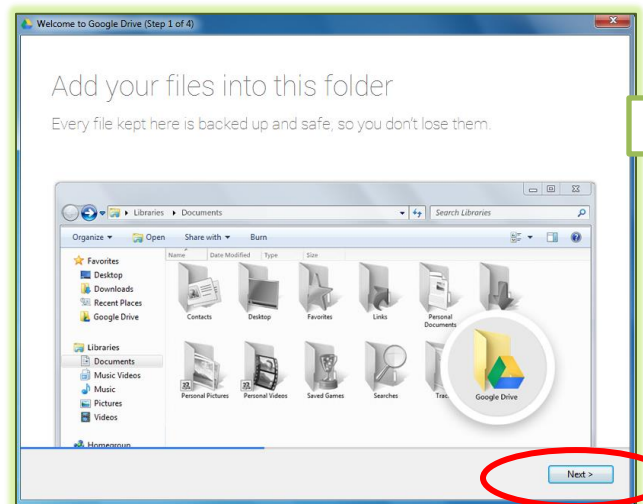 Welcome to Google Drive (Step 1 of 4)
Add your files into this folder
Every file kept here is backed up and safe, so you don't lose them.
Libraries Documents
Search Libraries
Organize Open Share with Burn
Name Date Modified Type Size
Favorites
Desktop
Downloads
Recent Places
Google Drive
Libraries
Documents
Music Videos
Music
Pictures
Videos
Homegroup
Contacts Desktop Favorites Links Personal Documents
Personal Pictures Personal Videos Saved Games Searches Google Drive
Next >